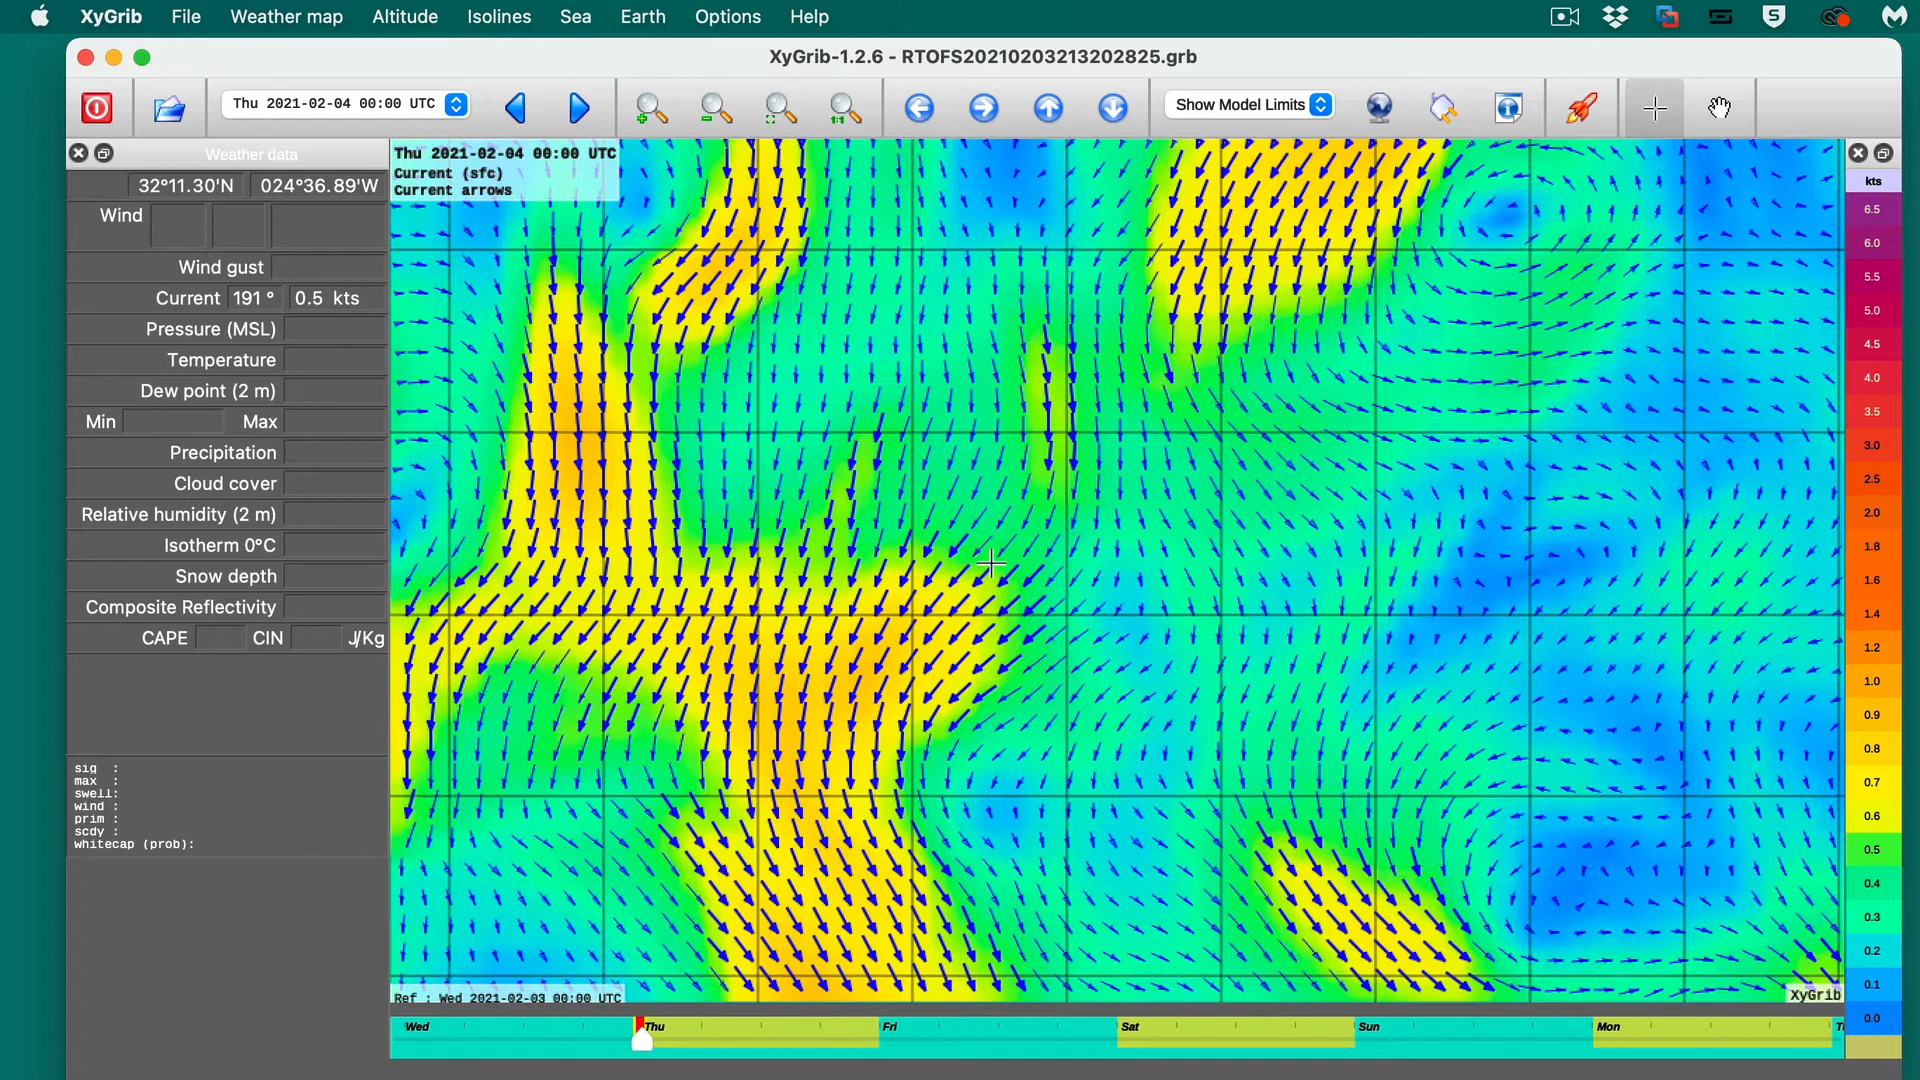 XyGrib File Weather map Altitude Isolines Sea Earth Options Help
XyGrib-1.2.6 - RTOFS20210203213202825.grb
Thu 2021-02-04 00:00 UTC
1:1
Show Model Limits
Weather data
32°11.30'N 024°36.89'W
Wind
Wind gust
Current 191 ° 0.5 kts
Pressure (MSL)
Temperature
Dew point (2 m)
Min Max
Precipitation
Cloud cover
Relative humidity (2 m)
Isotherm 0°C
Snow depth
Composite Reflectivity
CAPE CIN J/Kg
sig :
max :
swell:
wind :
prim :
scdy :
whitecap (prob):
Thu 2021-02-04 00:00 UTC
Current (sfc)
Current arrows
Ref : Wed 2021-02-03 00:00 UTC
XyGrib
Wed Thu Fri Sat Sun Mon
kts
6.5
6.0
5.5
5.0
4.5
4.0
3.5
3.0
2.5
2.0
1.8
1.6
1.4
1.2
1.0
0.9
0.8
0.7
0.6
0.5
0.4
0.3
0.2
0.1
0.0